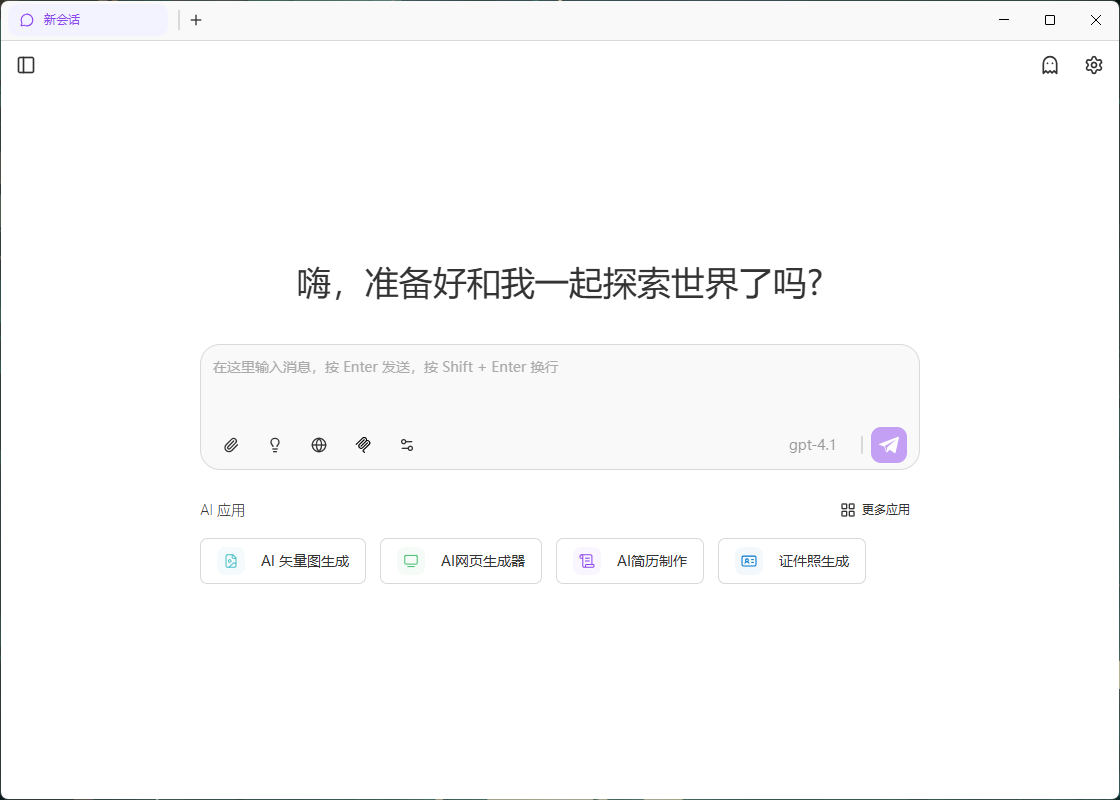 新会话
嗨，准备好和我一起探索世界了吗?
在这里输入消息，按 Enter 发送，按 Shift + Enter 换行
gpt-4.1
AI 应用
更多应用
AI 矢量图生成
AI网页生成器
AI简历制作
证件照生成